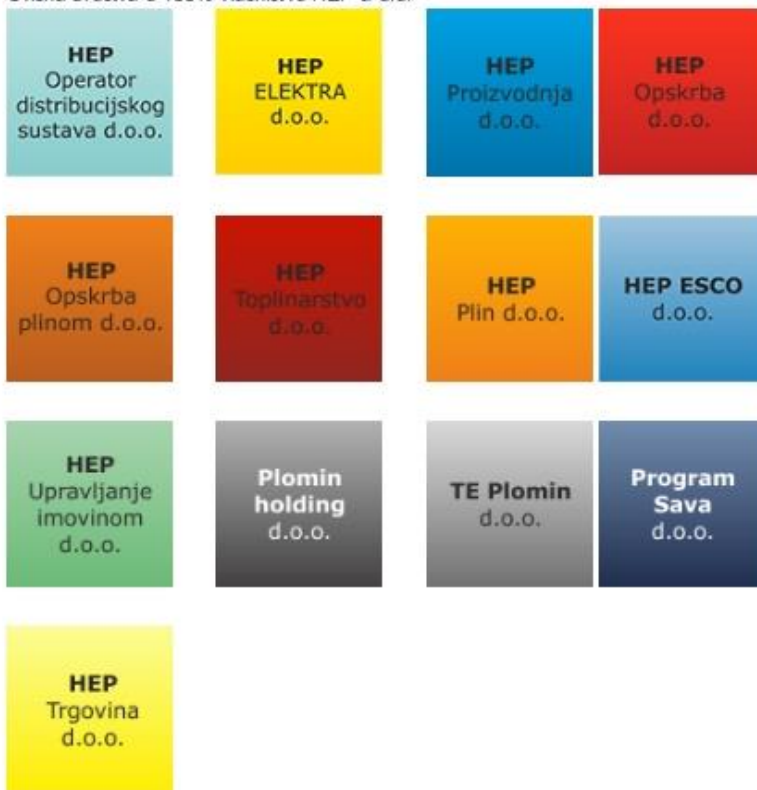 HEP
Operator
distribucijskog
sustava d.o.o.
HEP
ELEKTRA
d.o.o.
HEP
Proizvodnja
d.o.o.
HEP
Opskrba
d.o.o.
HEP
Opskrba
plinom d.o.o.
HEP
Toplinarstvo
d.o.o.
HEP
Plin d.o.o.
HEP ESCO
d.o.o.
HEP
Upravljanje
imovinom
d.o.o.
Plomin
holding
d.o.o.
TE Plomin
d.o.o.
Program
Sava
d.o.o.
HEP
Trgovina
d.o.o.